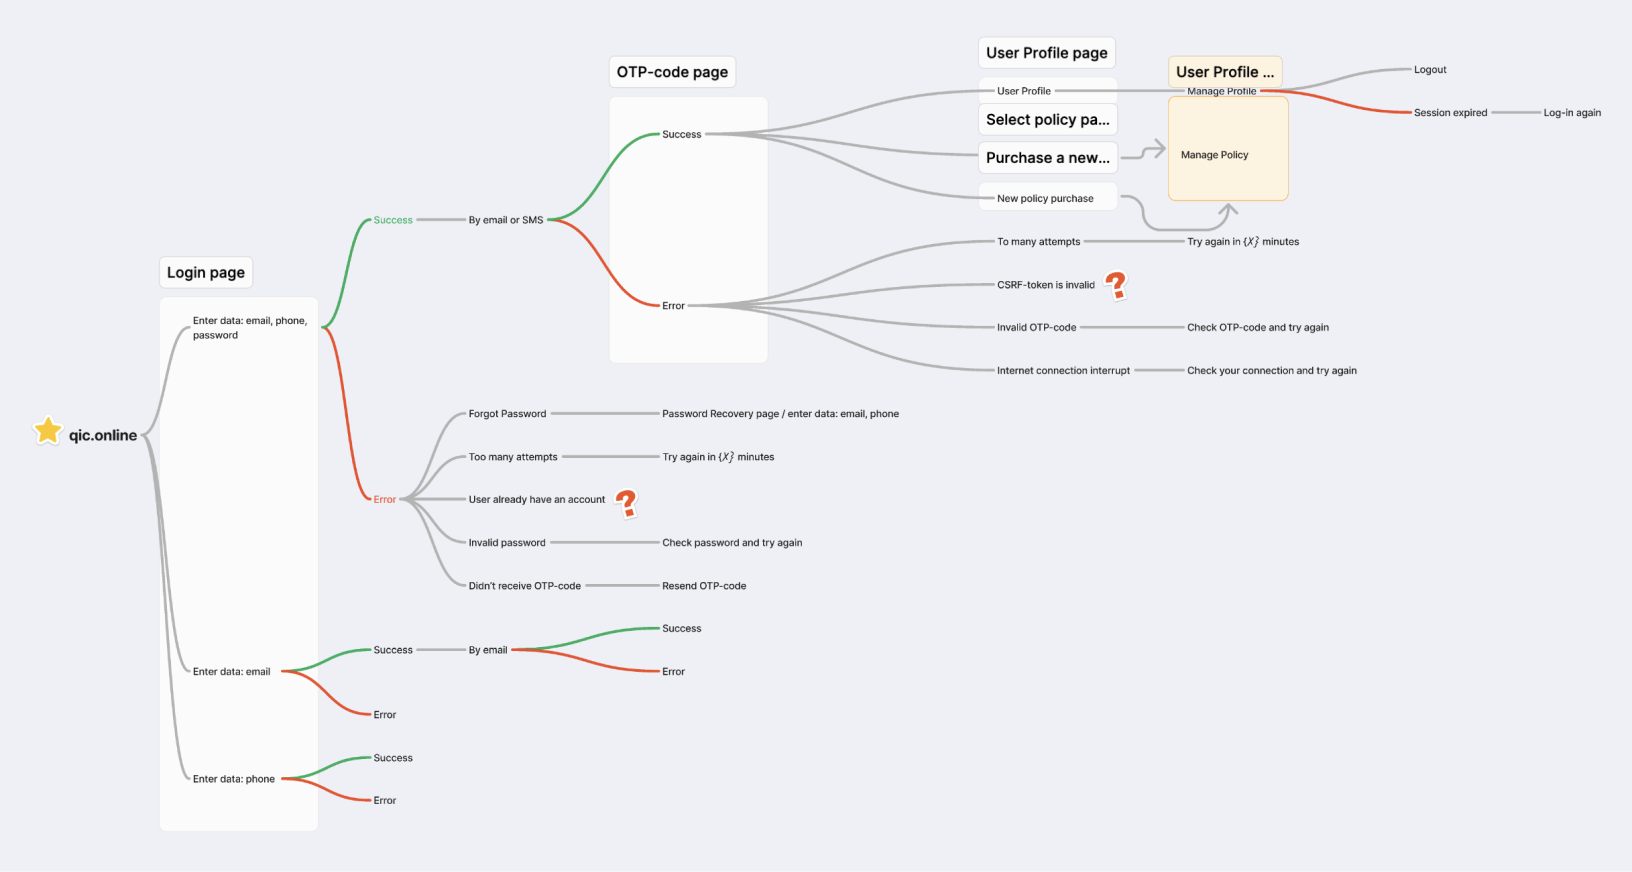 User Profile page
OTP-code page
User Profile ...
Logout
User Profile
Manage Profile
Session expired
Log-in again
Select policy pa...
Success
Purchase a new...
Manage Policy
New policy purchase
Success
By email or SMS
To many attempts
Try again in {X} minutes
Login page
CSRF-token is invalid
?
Error
Enter data: email, phone,
password
Invalid OTP-code
Check OTP-code and try again
Internet connection interrupt
Check your connection and try again
Forgot Password
Password Recovery page / enter data: email, phone
qic.online
Too many attempts
Try again in {X} minutes
Error
User already have an account
?
Invalid password
Check password and try again
Didn't receive OTP-code
Resend OTP-code
Success
Success
By email
Enter data: email
Error
Error
Success
Enter data: phone
Error